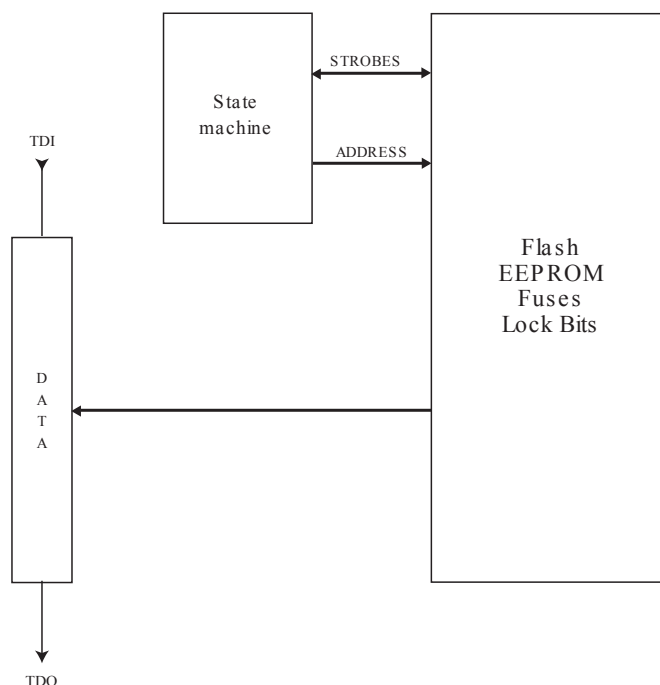 STROBES
State
machine
ADDRESS
TDI
Flash
EEPROM
Fuses
Lock Bits
D
A
T
A
TDO